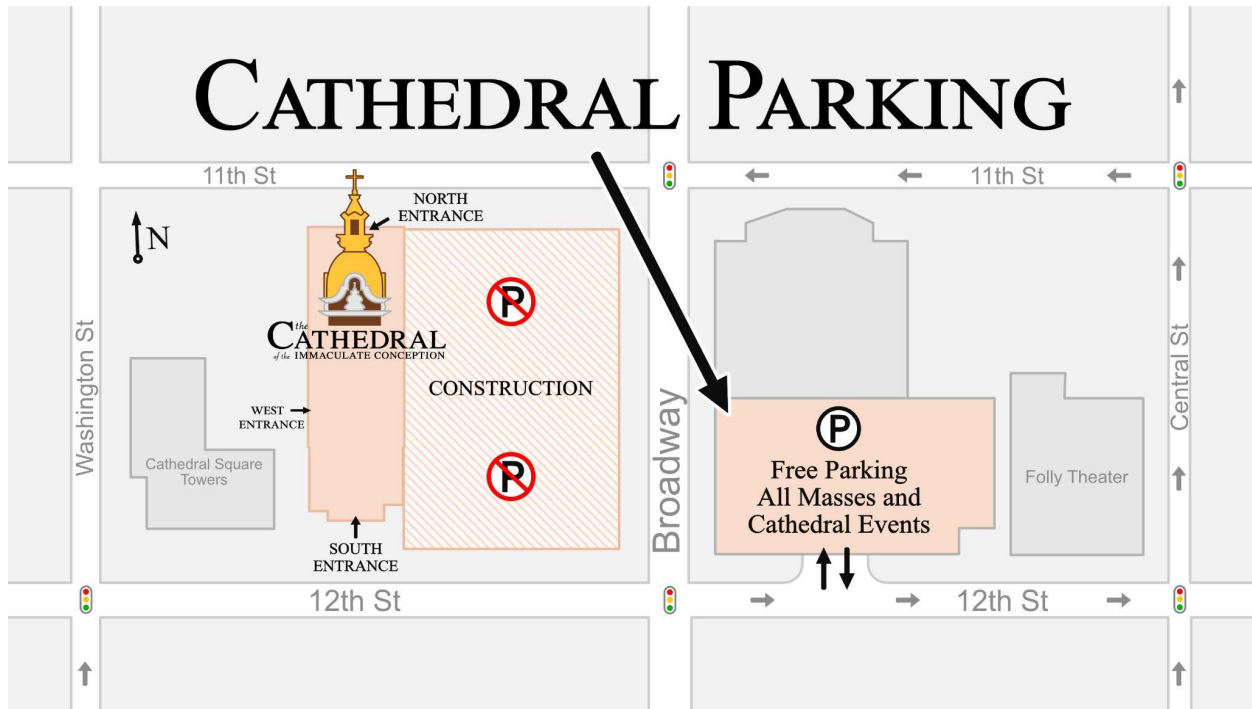 CATHEDRAL PARKING
11th St
11th St
NORTH
ENTRANCE
N
P
the
CATHEDRAL
of the IMMACULATE CONCEPTION
CONSTRUCTION
WEST
ENTRANCE
P
Washington St
Cathedral Square
Towers
SOUTH
ENTRANCE
Broadway
P
Free Parking
All Masses and
Cathedral Events
Folly Theater
Central St
12th St
12th St